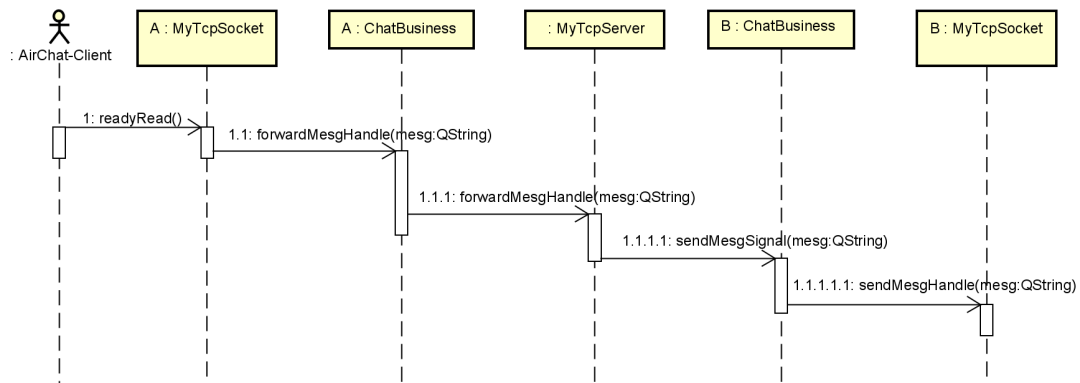 : AirChat-Client
A : MyTcpSocket
A : ChatBusiness
: MyTcpServer
B : ChatBusiness
B : MyTcpSocket
1: readyRead()
1.1: forwardMesgHandle(mesg:QString)
1.1.1: forwardMesgHandle(mesg:QString)
1.1.1.1: sendMesgSignal(mesg:QString)
1.1.1.1.1: sendMesgHandle(mesg:QString)